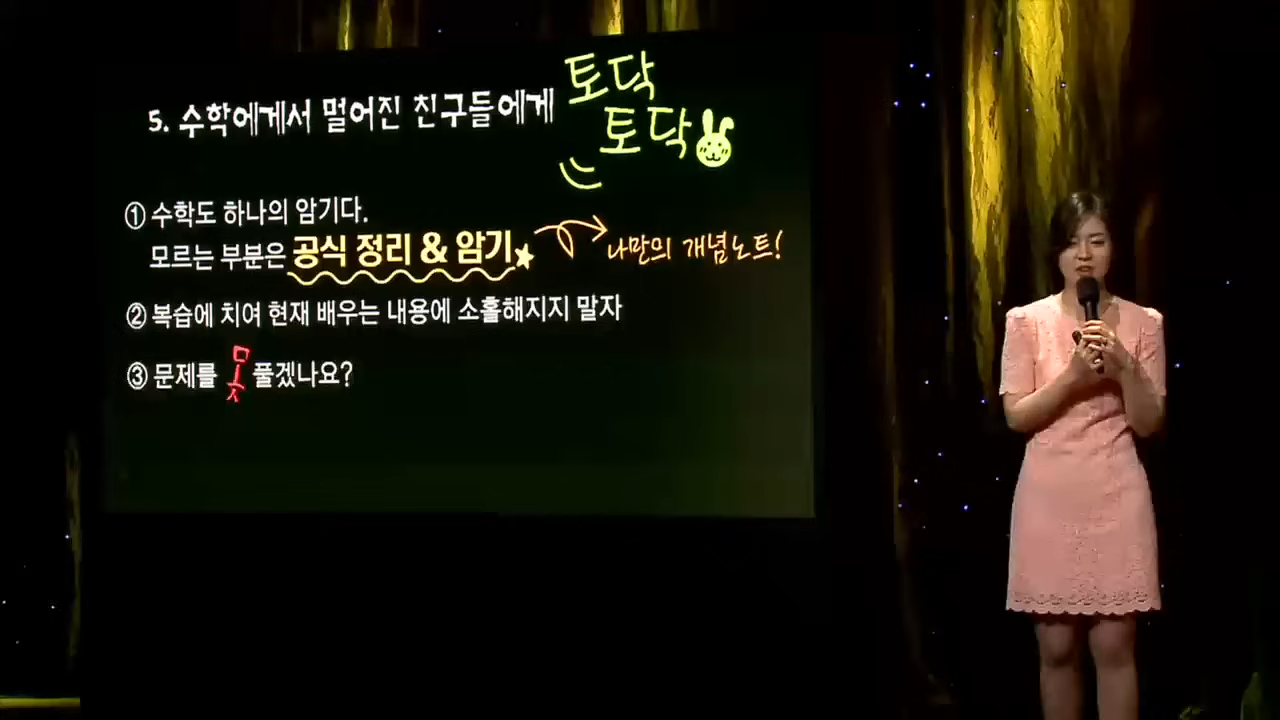 5. 수학에게서 멀어진 친구들에게 토닥
토닥
① 수학도 하나의 암기다.
모르는 부분은 공식 정리 & 암기 나만의 개념노트!
② 복습에 치여 현재 배우는 내용에 소홀해지지 말자
③ 문제를 못 풀겠나요?